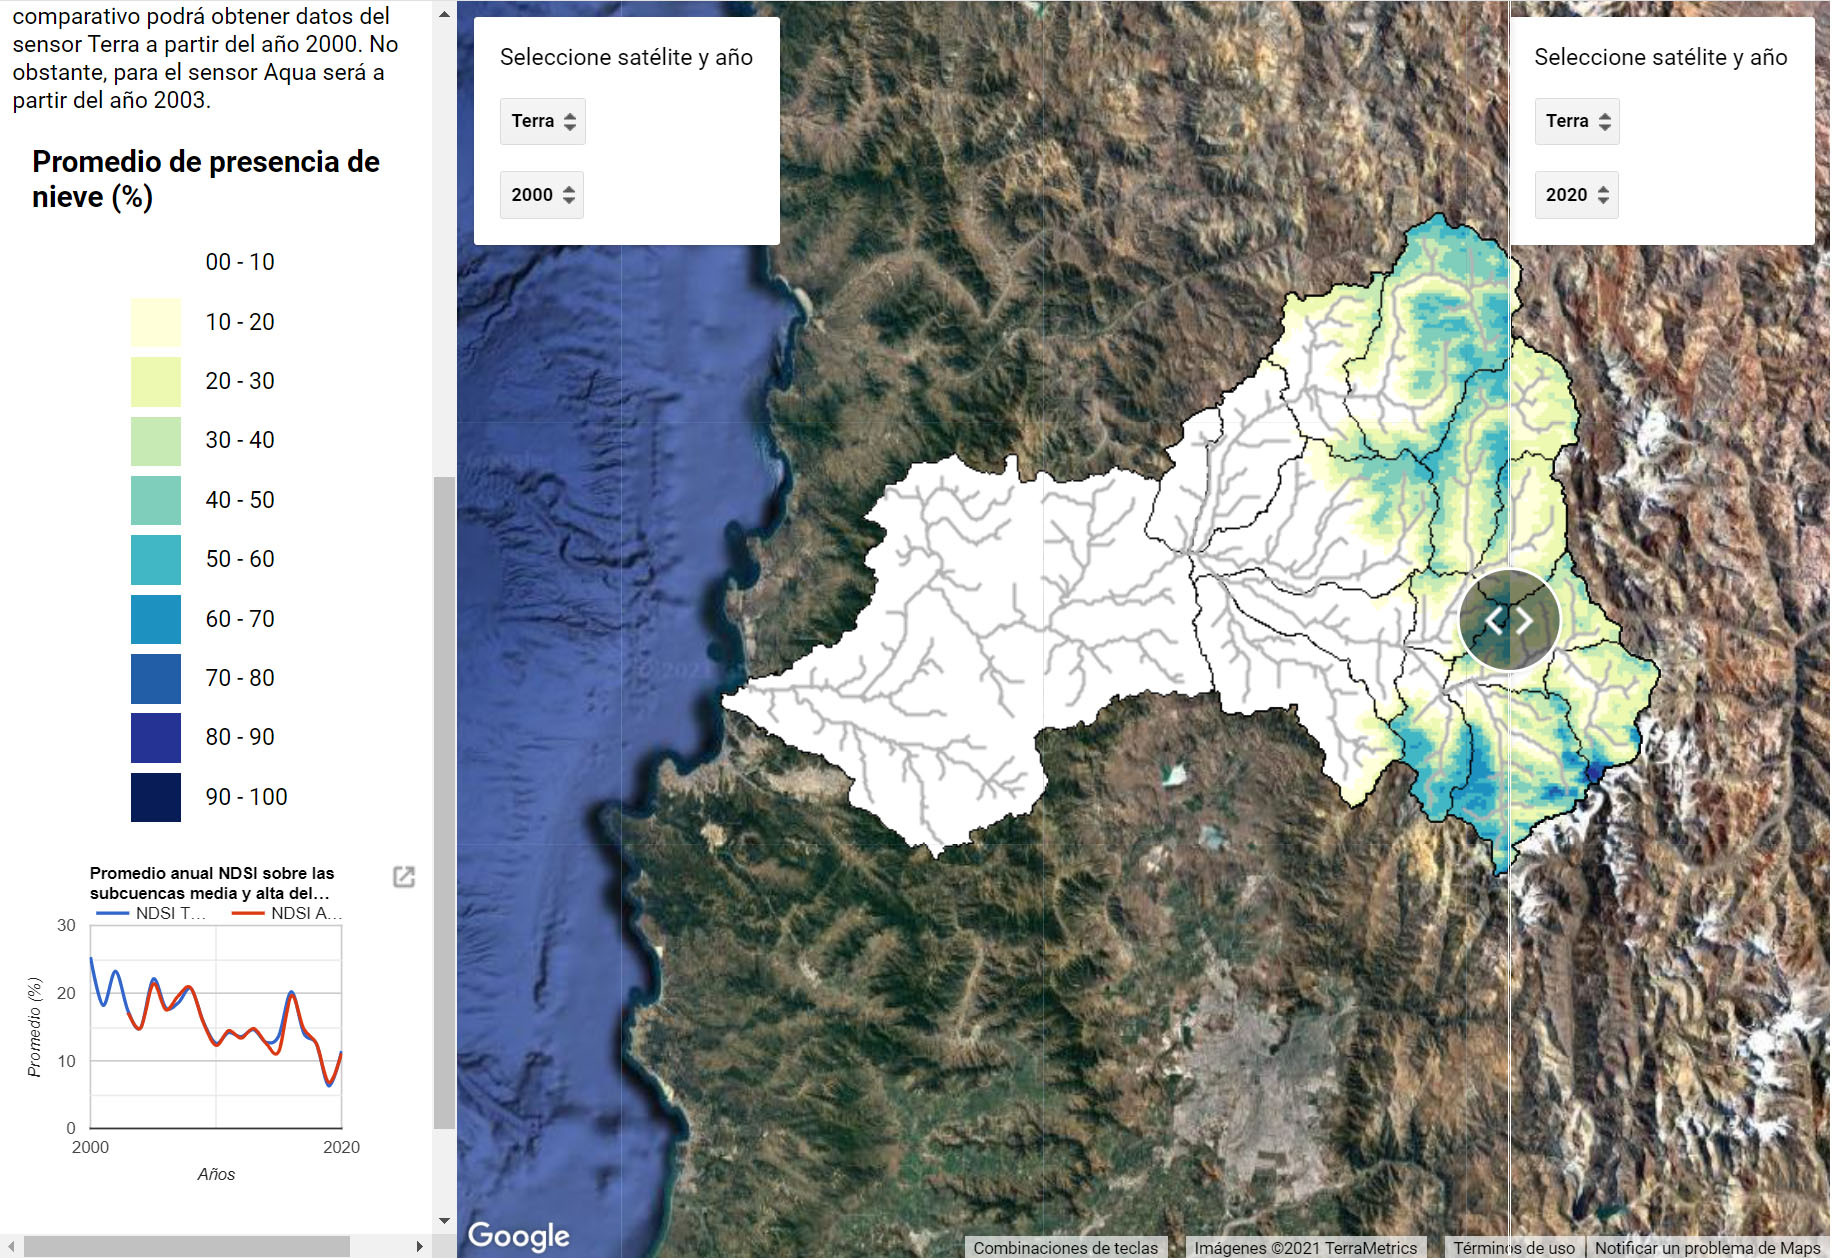 comparativo podrá obtener datos del
sensor Terra a partir del año 2000. No
obstante, para el sensor Aqua será a
partir del año 2003.
Promedio de presencia de
nieve (%)
00 - 10
10 - 20
20 - 30
30 - 40
40 - 50
50 - 60
60 - 70
70 - 80
80 - 90
90 - 100
Promedio anual NDSI sobre las
subcuencas media y alta del...
NDSI T... NDSI A...
30
20
10
0
Promedio (%)
2000 2020
Años
Seleccione satélite y año
Terra
2000
Seleccione satélite y año
Terra
2020
Google
Combinaciones de teclas
Imágenes ©2021 TerraMetrics
Términos de uso
Notificar un problema de Maps